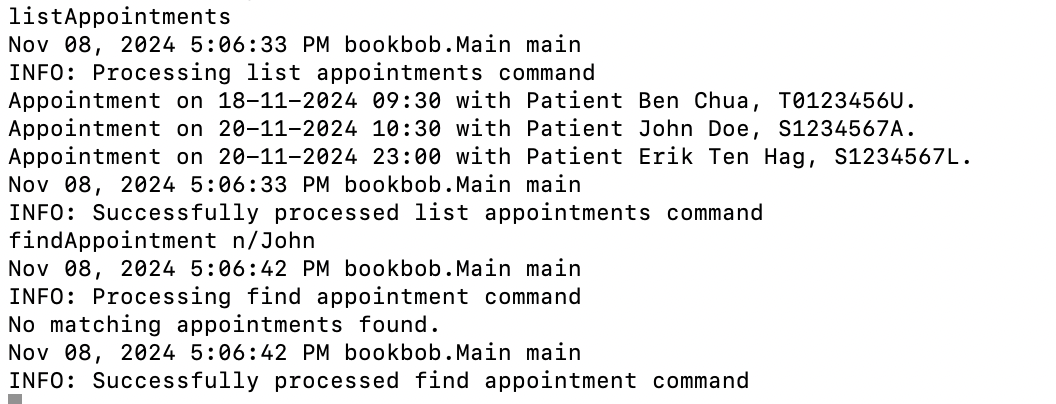 listAppointments
Nov 08, 2024 5:06:33 PM bookbob.Main main
INFO: Processing list appointments command
Appointment on 18-11-2024 09:30 with Patient Ben Chua, T0123456U.
Appointment on 20-11-2024 10:30 with Patient John Doe, S1234567A.
Appointment on 20-11-2024 23:00 with Patient Erik Ten Hag, S1234567L.
Nov 08, 2024 5:06:33 PM bookbob.Main main
INFO: Successfully processed list appointments command
findAppointment n/John
Nov 08, 2024 5:06:42 PM bookbob.Main main
INFO: Processing find appointment command
No matching appointments found.
Nov 08, 2024 5:06:42 PM bookbob.Main main
INFO: Successfully processed find appointment command